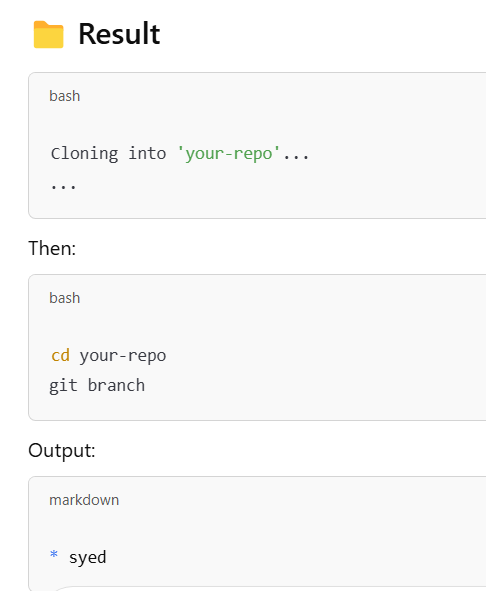 Result
bash
Cloning into 'your-repo'...
...
Then:
bash
cd your-repo
git branch
Output:
markdown
* syed